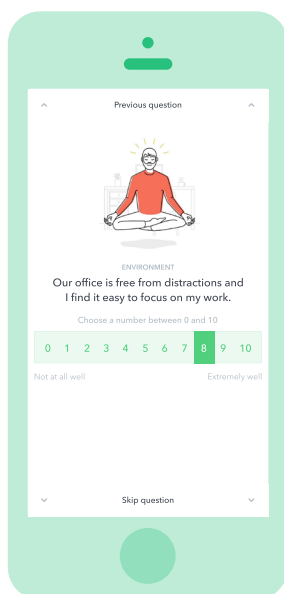 Previous question
ENVIRONMENT
Our office is free from distractions and
I find it easy to focus on my work.
Choose a number between 0 and 10
0 1 2 3 4 5 6 7 8 9 10
Not at all well Extremely well
Skip question